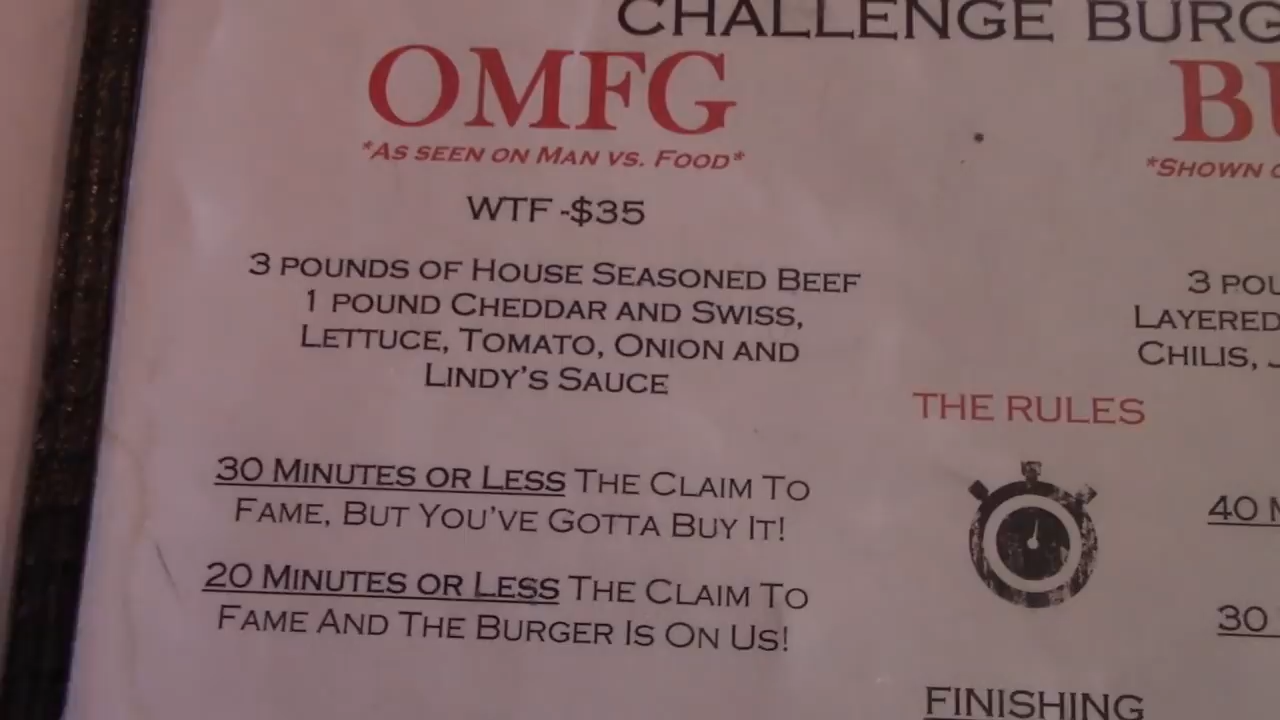 CHALLENGE
OMFG
*AS SEEN ON MAN VS. FOOD*
WTF -$35
3 POUNDS OF HOUSE SEASONED BEEF
1 POUND CHEDDAR AND SWISS,
LETTUCE, TOMATO, ONION AND
LINDY'S SAUCE
30 MINUTES OR LESS THE CLAIM TO
FAME, BUT YOU'VE GOTTA BUY IT!
20 MINUTES OR LESS THE CLAIM TO
FAME AND THE BURGER IS ON US!
*SHOWN
3
LAYERED
CHILIS,
THE RULES
40
30
FINISHING